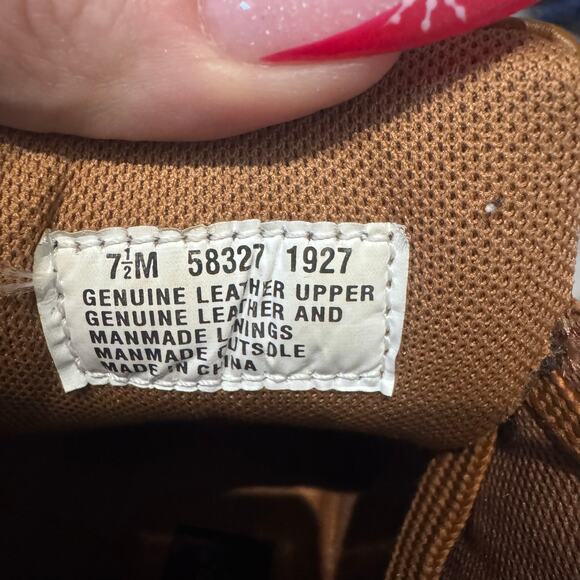 7½M 58327 1927
GENUINE LEATHER UPPER
GENUINE LEATHER AND
MANMADE LININGS
MANMADE OUTSOLE
MADE IN CHINA